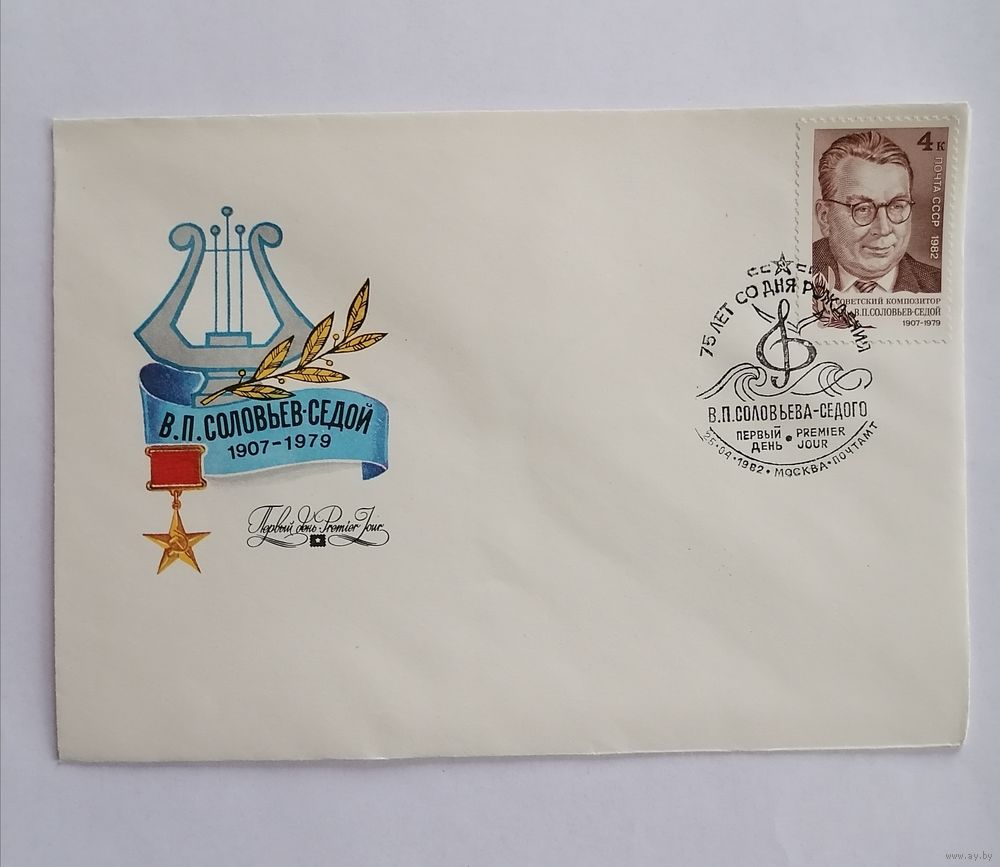 4 к
ПОЧТА СССР 1982
СОВЕТСКИЙ КОМПОЗИТОР
В.П.СОЛОВЬЕВ-СЕДОЙ
1907-1979
75 ЛЕТ СО ДНЯ РОЖДЕНИЯ
В.П.СОЛОВЬЕВА-СЕДОГО
ПЕРВЫЙ ДЕНЬ • PREMIER JOUR
25•04•1982• МОСКВА•ПОЧТАМТ
В.П.СОЛОВЬЕВ-СЕДОЙ
1907-1979
Первый день Premier Jour
www.ay.by